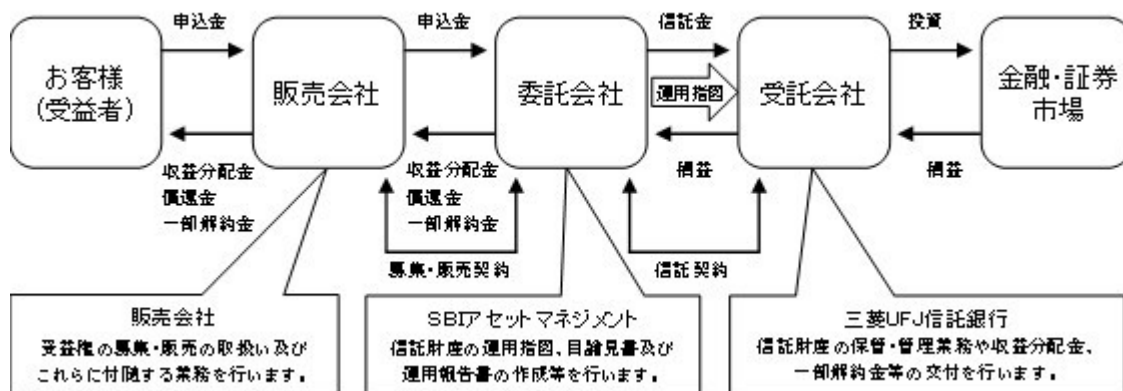 申込金
申込金
信託金
投資
お客様
(受益者)
販売会社
委託会社
運用指図
受託会社
金融・証券
市場
収益分配金
償還金
一部解約金
収益分配金
償還金
一部解約金
損益
損益
募集・販売契約
信託契約
販売会社
受益権の募集・販売の取扱い及び
これらに付随する業務を行います。
SBIアセットマネジメント
信託財産の運用指図、目論見書及び
運用報告書の作成等を行います。
三菱UFJ信託銀行
信託財産の保管・管理業務や収益分配金、
一部解約金等の交付を行います。